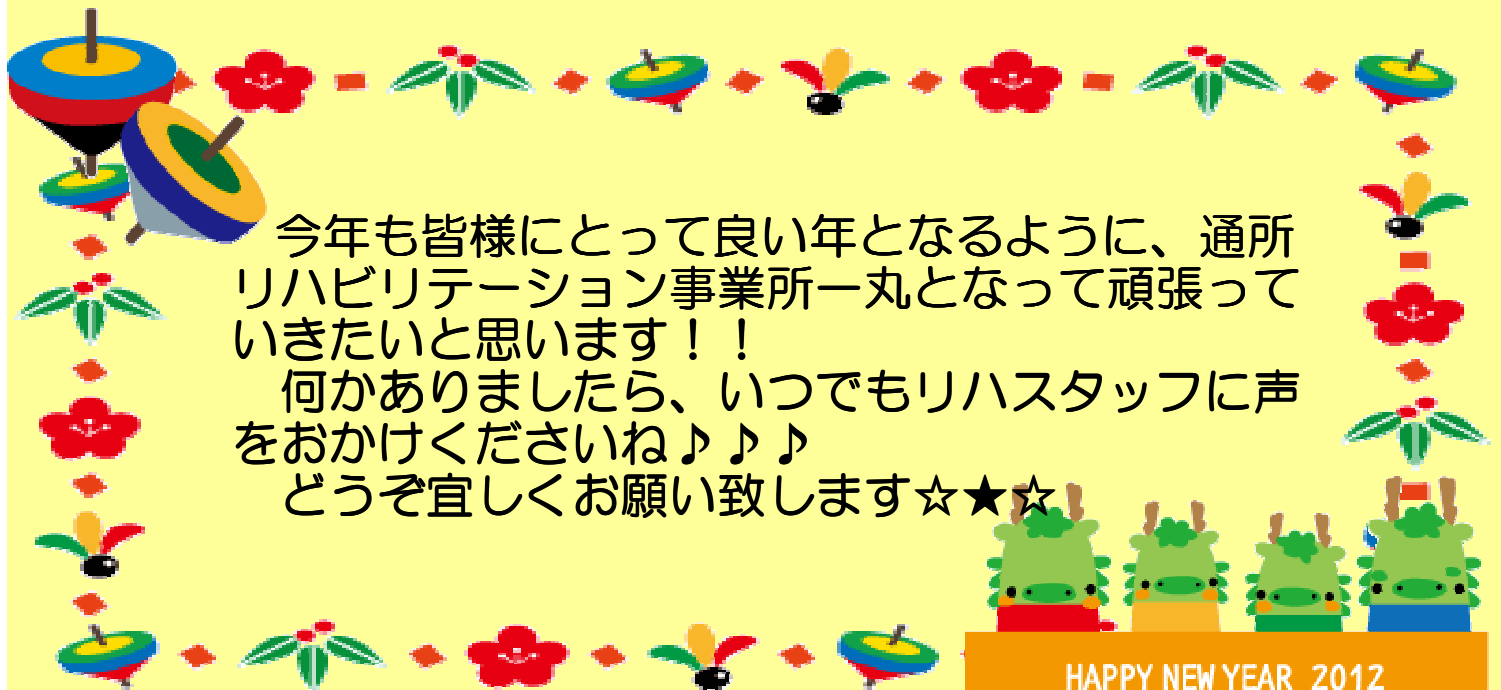 今年も皆様にとって良い年となるように、通所
リハビリテーション事業所一丸となって頑張って
いきたいと思います！！
　何かありましたら、いつでもリハスタッフに声
をおかけくださいね♪♪♪
　どうぞ宜しくお願い致します☆★☆
HAPPY NEW YEAR 2012